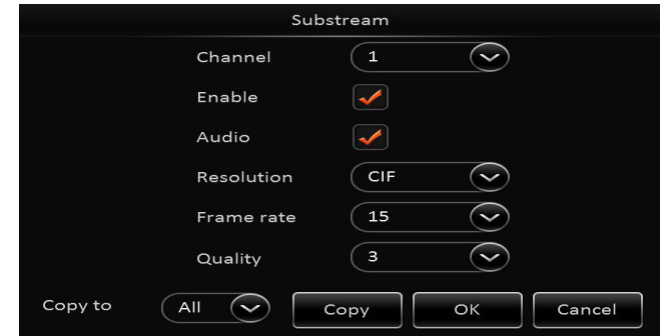 Substream
Channel 1
Enable
Audio
Resolution CIF
Frame rate 15
Quality 3
Copy to All Copy OK Cancel